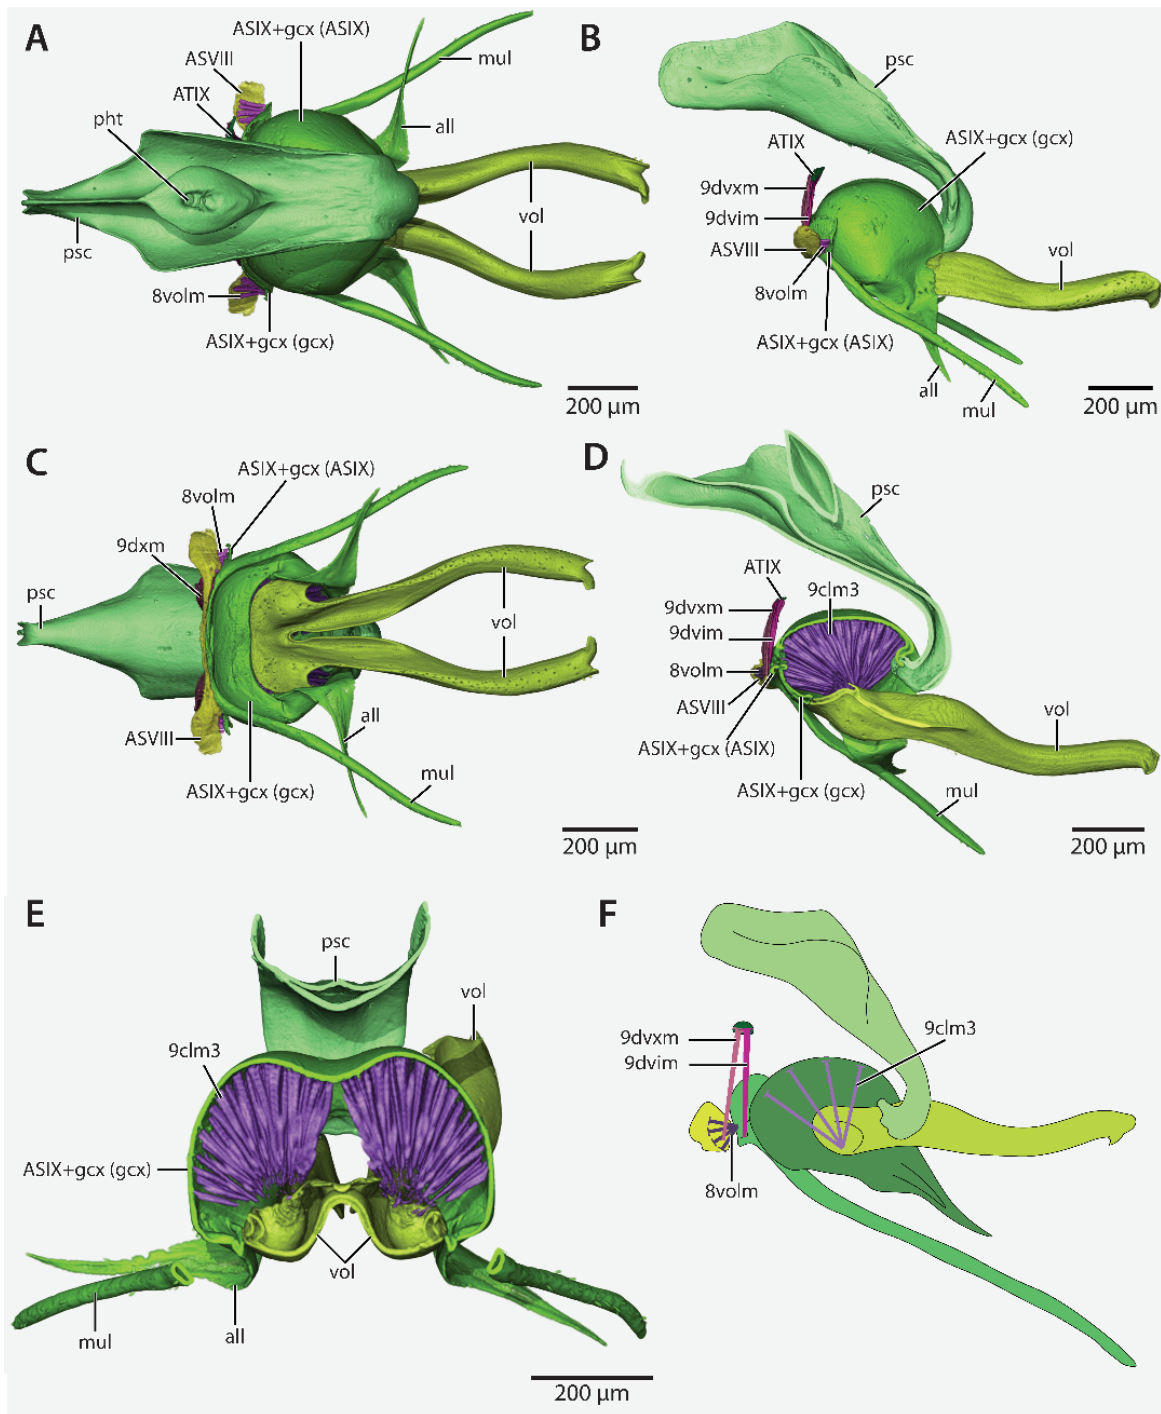 A
ASIX+gcx (ASIX)
ASVIII
mul
ATIX
pht
all
vol
psc
8volm
ASIX+gcx (gcx)
200 µm
B
psc
ATIX
ASIX+gcx (gcx)
9dvxm
9dvim
ASVIII
vol
8volm
ASIX+gcx (ASIX)
all
mul
200 µm
C
ASIX+gcx (ASIX)
8volm
9dxm
psc
vol
all
ASVIII
mul
ASIX+gcx (gcx)
200 µm
D
psc
ATIX
9clm3
9dvxm
9dvim
8volm
ASVIII
vol
ASIX+gcx (ASIX)
ASIX+gcx (gcx)
mul
200 µm
E
psc
vol
9clm3
ASIX+gcx (gcx)
vol
mul
all
200 µm
F
9dvxm
9clm3
9dvim
8volm